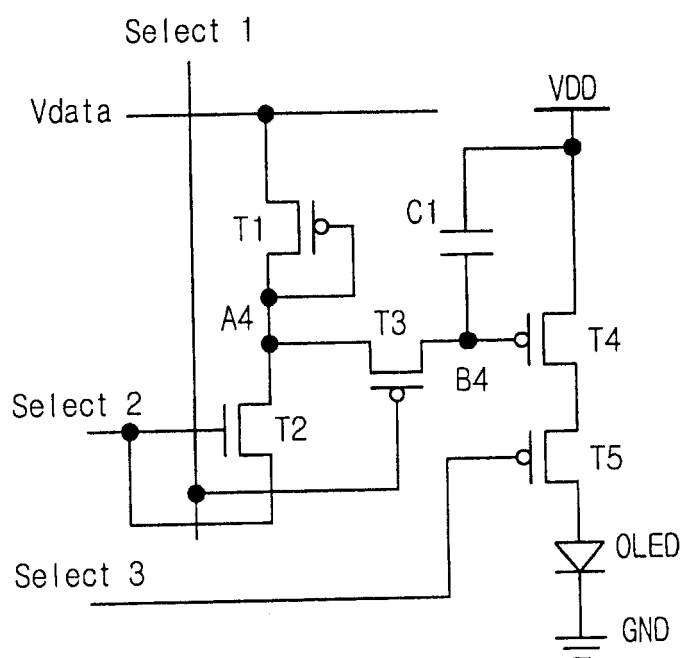 Select 1
Vdata
VDD
C1
T1
A4
T3
T4
B4
Select 2
T2
T5
OLED
Select 3
GND